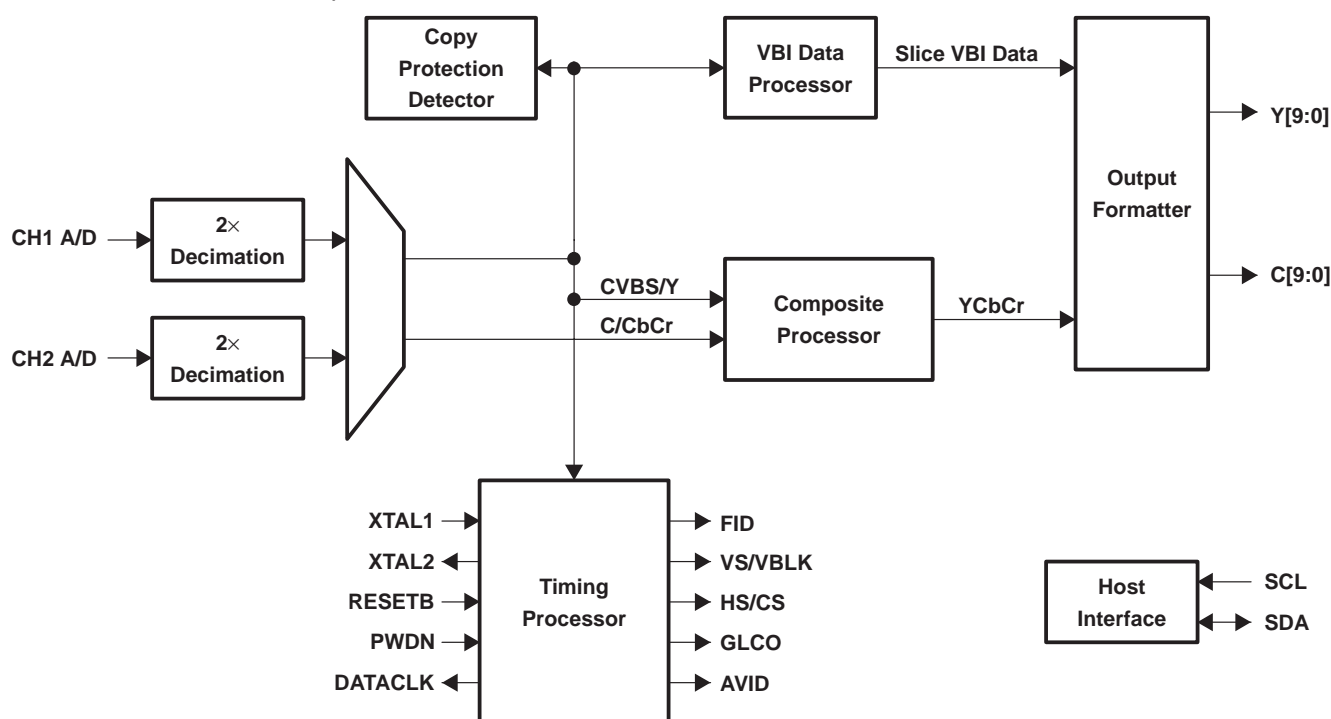 Copy
Protection
Detector
VBI Data
Processor
Slice VBI Data
Output
Formatter
Y[9:0]
C[9:0]
CH1 A/D
2×
Decimation
CH2 A/D
2×
Decimation
CVBS/Y
C/CbCr
Composite
Processor
YCbCr
XTAL1
XTAL2
RESETB
PWDN
DATACLK
Timing
Processor
FID
VS/VBLK
HS/CS
GLCO
AVID
Host
Interface
SCL
SDA